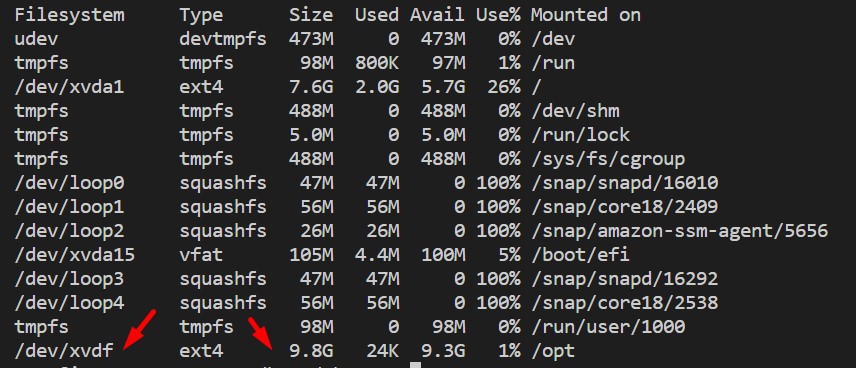 Filesystem Type Size Used Avail Use% Mounted on
udev devtmpfs 473M 0 473M 0% /dev
tmpfs tmpfs 98M 800K 97M 1% /run
/dev/xvda1 ext4 7.6G 2.0G 5.7G 26% /
tmpfs tmpfs 488M 0 488M 0% /dev/shm
tmpfs tmpfs 5.0M 0 5.0M 0% /run/lock
tmpfs tmpfs 488M 0 488M 0% /sys/fs/cgroup
/dev/loop0 squashfs 47M 47M 0 100% /snap/snapd/16010
/dev/loop1 squashfs 56M 56M 0 100% /snap/core18/2409
/dev/loop2 squashfs 26M 26M 0 100% /snap/amazon-ssm-agent/5656
/dev/xvda15 vfat 105M 4.4M 100M 5% /boot/efi
/dev/loop3 squashfs 47M 47M 0 100% /snap/snapd/16292
/dev/loop4 squashfs 56M 56M 0 100% /snap/core18/2538
tmpfs tmpfs 98M 0 98M 0% /run/user/1000
/dev/xvdf ext4 9.8G 24K 9.3G 1% /opt